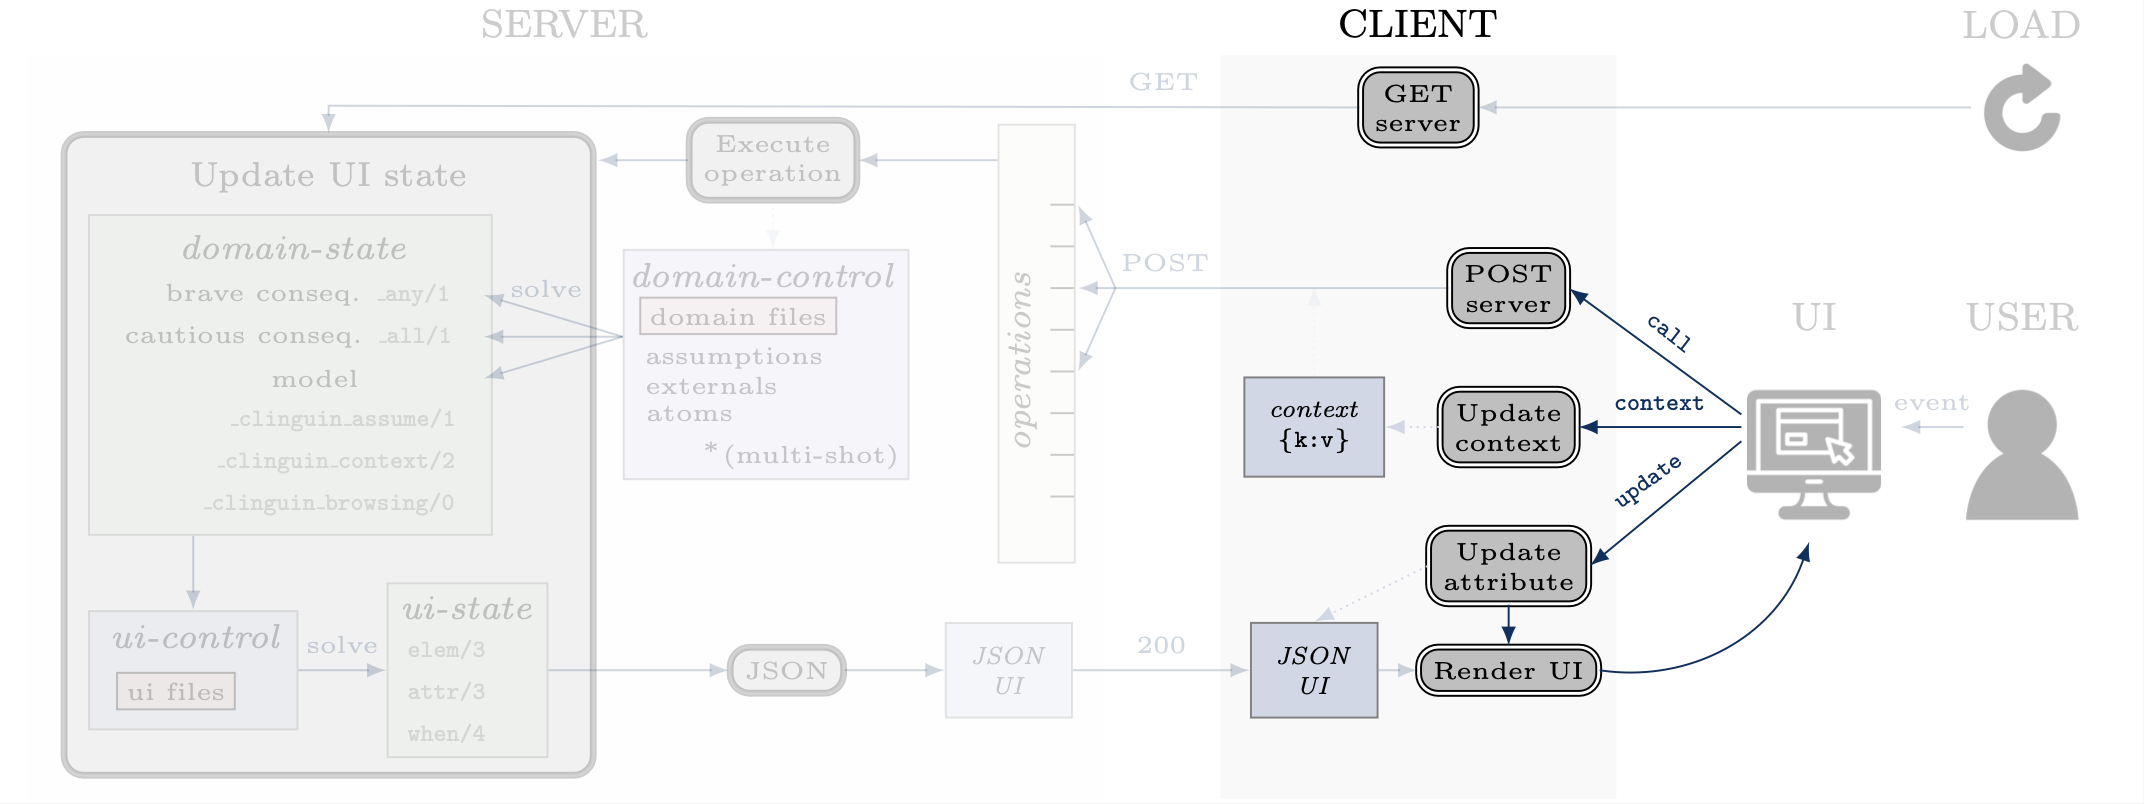 SERVER
CLIENT
LOAD
GET
GET
server
Execute
operation
Update UI state
domain-state
brave conseq. _any/1
cautious conseq. _all/1
model
_clinguin_assume/1
_clinguin_context/2
_clinguin_browsing/0
solve
domain-control
domain files
assumptions
externals
atoms
*(multi-shot)
operations
POST
POST
server
call
UI
USER
context
{k:v}
Update
context
context
event
update
Update
attribute
ui-control
ui files
solve
ui-state
elem/3
attr/3
when/4
JSON
JSON
UI
200
JSON
UI
Render UI